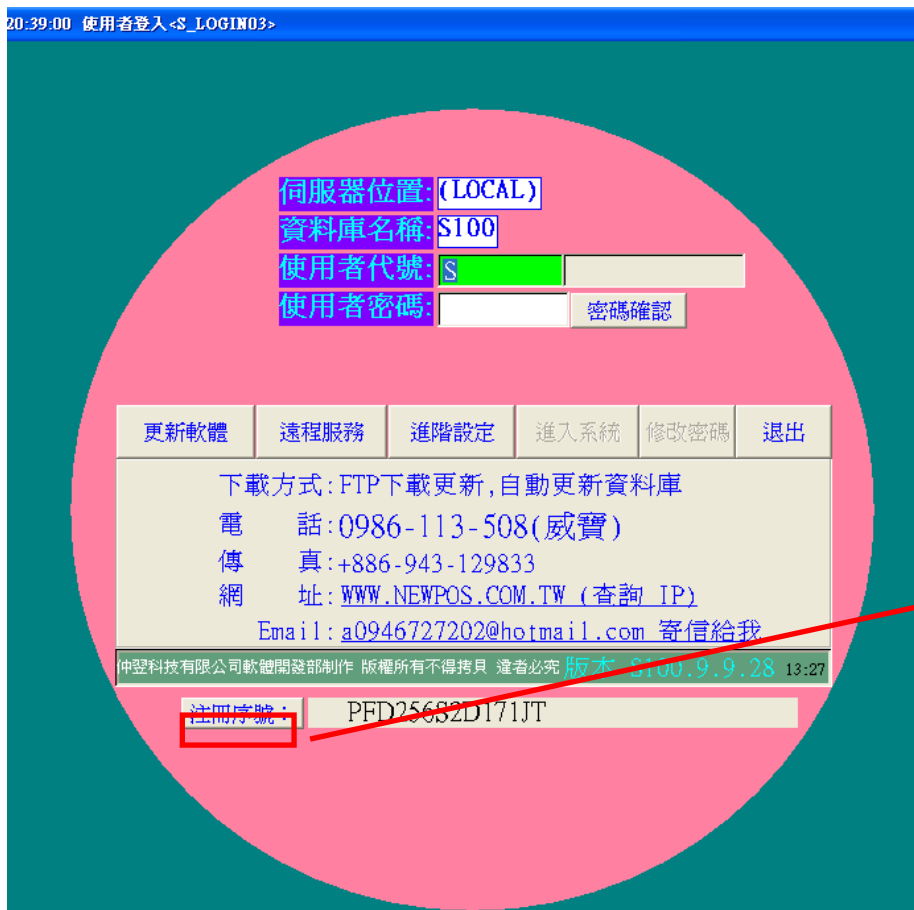 20:39:00 使用者登入<S_LOGIN03>
伺服器位置:(LOCAL)
資料庫名稱:S100
使用者代號:S
使用者密碼: 密碼確認
更新軟體 遠程服務 進階設定 進入系統 修改密碼 退出
下載方式:FTP下載更新,自動更新資料庫
電 話:0986-113-508(威寶)
傳 真:+886-943-129833
網 址:WWW.NEWPOS.COM.TW (查詢 IP)
Email:a0946727202@hotmail.com 寄信給我
仲翌科技有限公司軟體開發部制作 版權所有不得拷貝 違者必究 版本 S100.9.9.28 13:27
注冊序號: PFD256S2D171JT